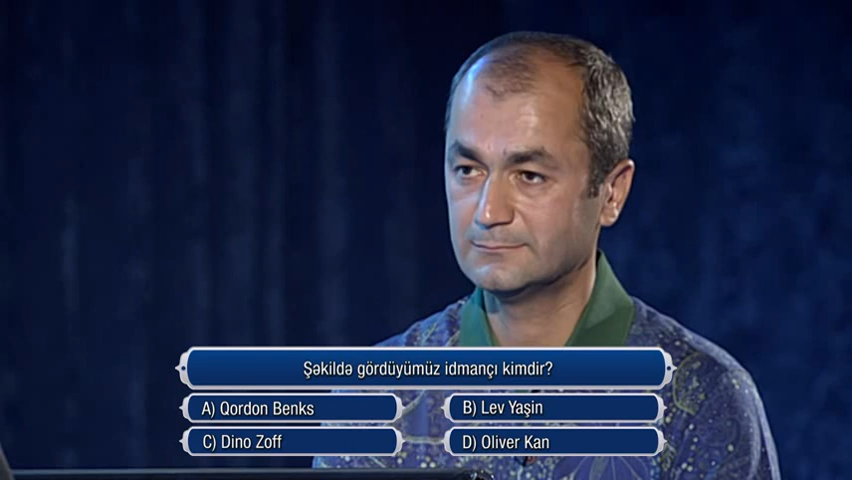 Şəkildə gördüyümüz idmançı kimdir?
A) Qordon Benks
B) Lev Yaşin
C) Dino Zoff
D) Oliver Kan